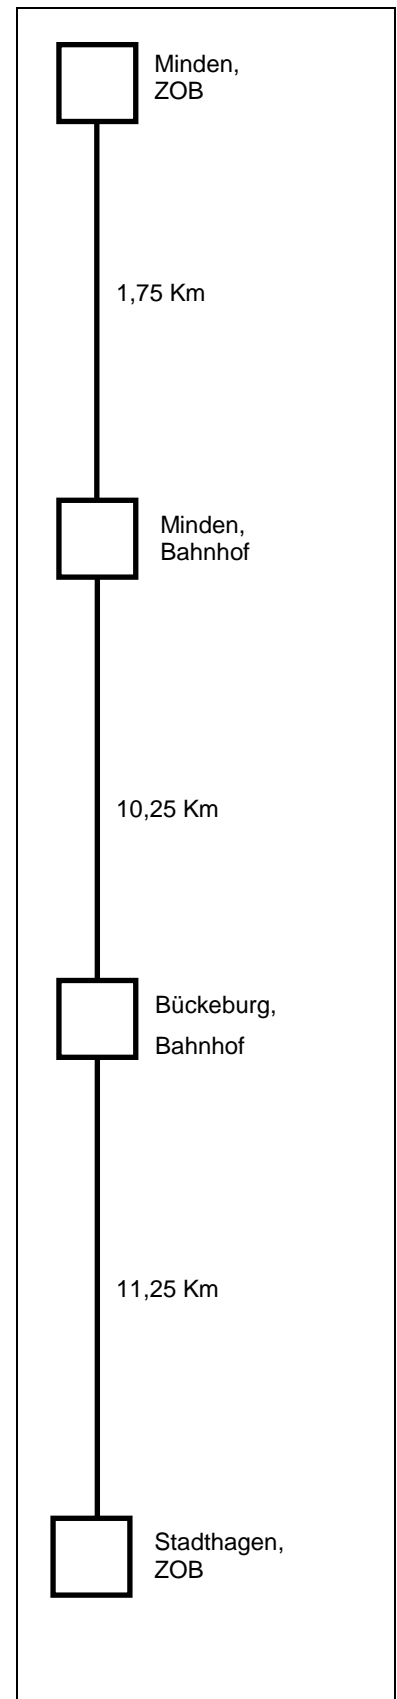 Minden,
ZOB
1,75 Km
Minden,
Bahnhof
10,25 Km
Bückeburg,
Bahnhof
11,25 Km
Stadthagen,
ZOB